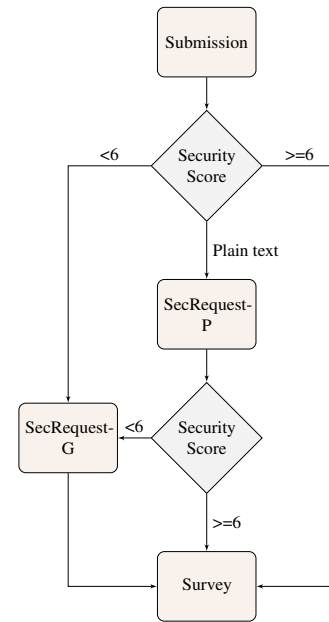 Submission
<6
Security
Score
>=6
Plain text
SecRequest-
P
SecRequest-
G
<6
Security
Score
>=6
Survey